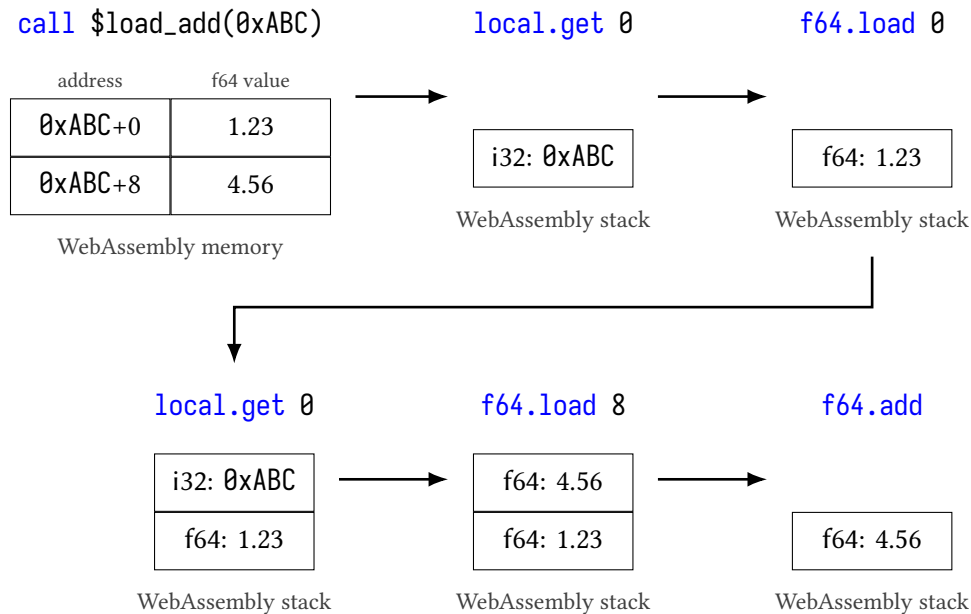 call $load_add(0xABC)
address f64 value
0xABC+0 1.23
0xABC+8 4.56
WebAssembly memory
local.get 0
i32: 0xABC
WebAssembly stack
f64.load 0
f64: 1.23
WebAssembly stack
local.get 0
i32: 0xABC
f64: 1.23
WebAssembly stack
f64.load 8
f64: 4.56
f64: 1.23
WebAssembly stack
f64.add
f64: 4.56
WebAssembly stack